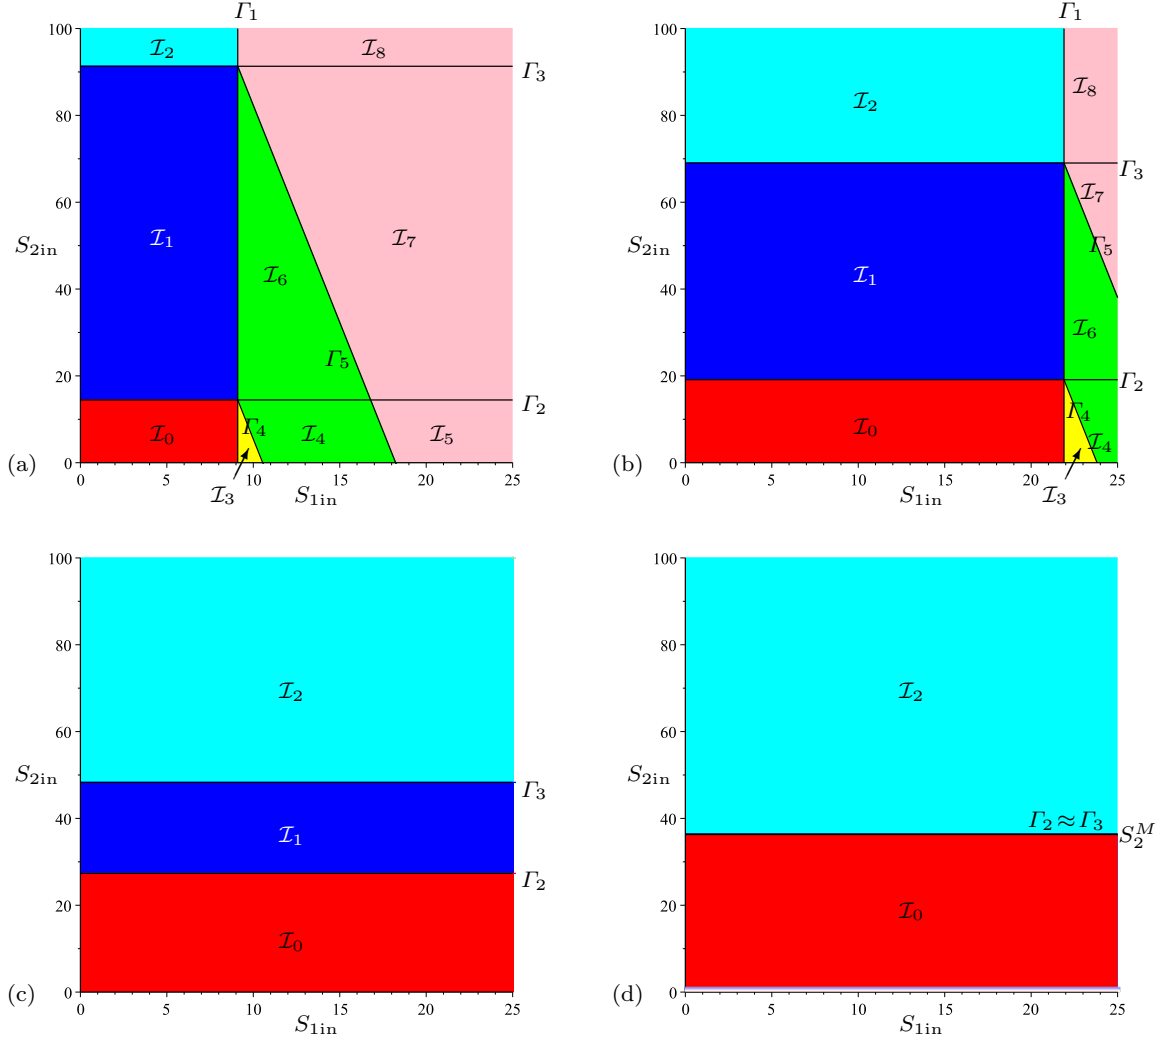 Γ1 Γ1
100 I2 I8 100
Γ3
80 80 I2 I8
Γ3
60 60 I7
S2in I1 I7 S2in Γ5
40 I6 40 I1
Γ5 I6
20 Γ2 20 Γ2
I0 Γ4 I4 I5 I0 Γ4 I4
(a) 0 (b) 0
0 5 10 15 20 25 0 5 10 15 20 25
I3 S1in S1in I3
100 100
80 80
I2 I2
60 60
S2in Γ3 S2in
40 40 Γ2 ≈ Γ3 S2M
I1
Γ2
20 20 I0
I0
(c) 0 (d) 0
0 5 10 15 20 25 0 5 10 15 20 25
S1in S1in